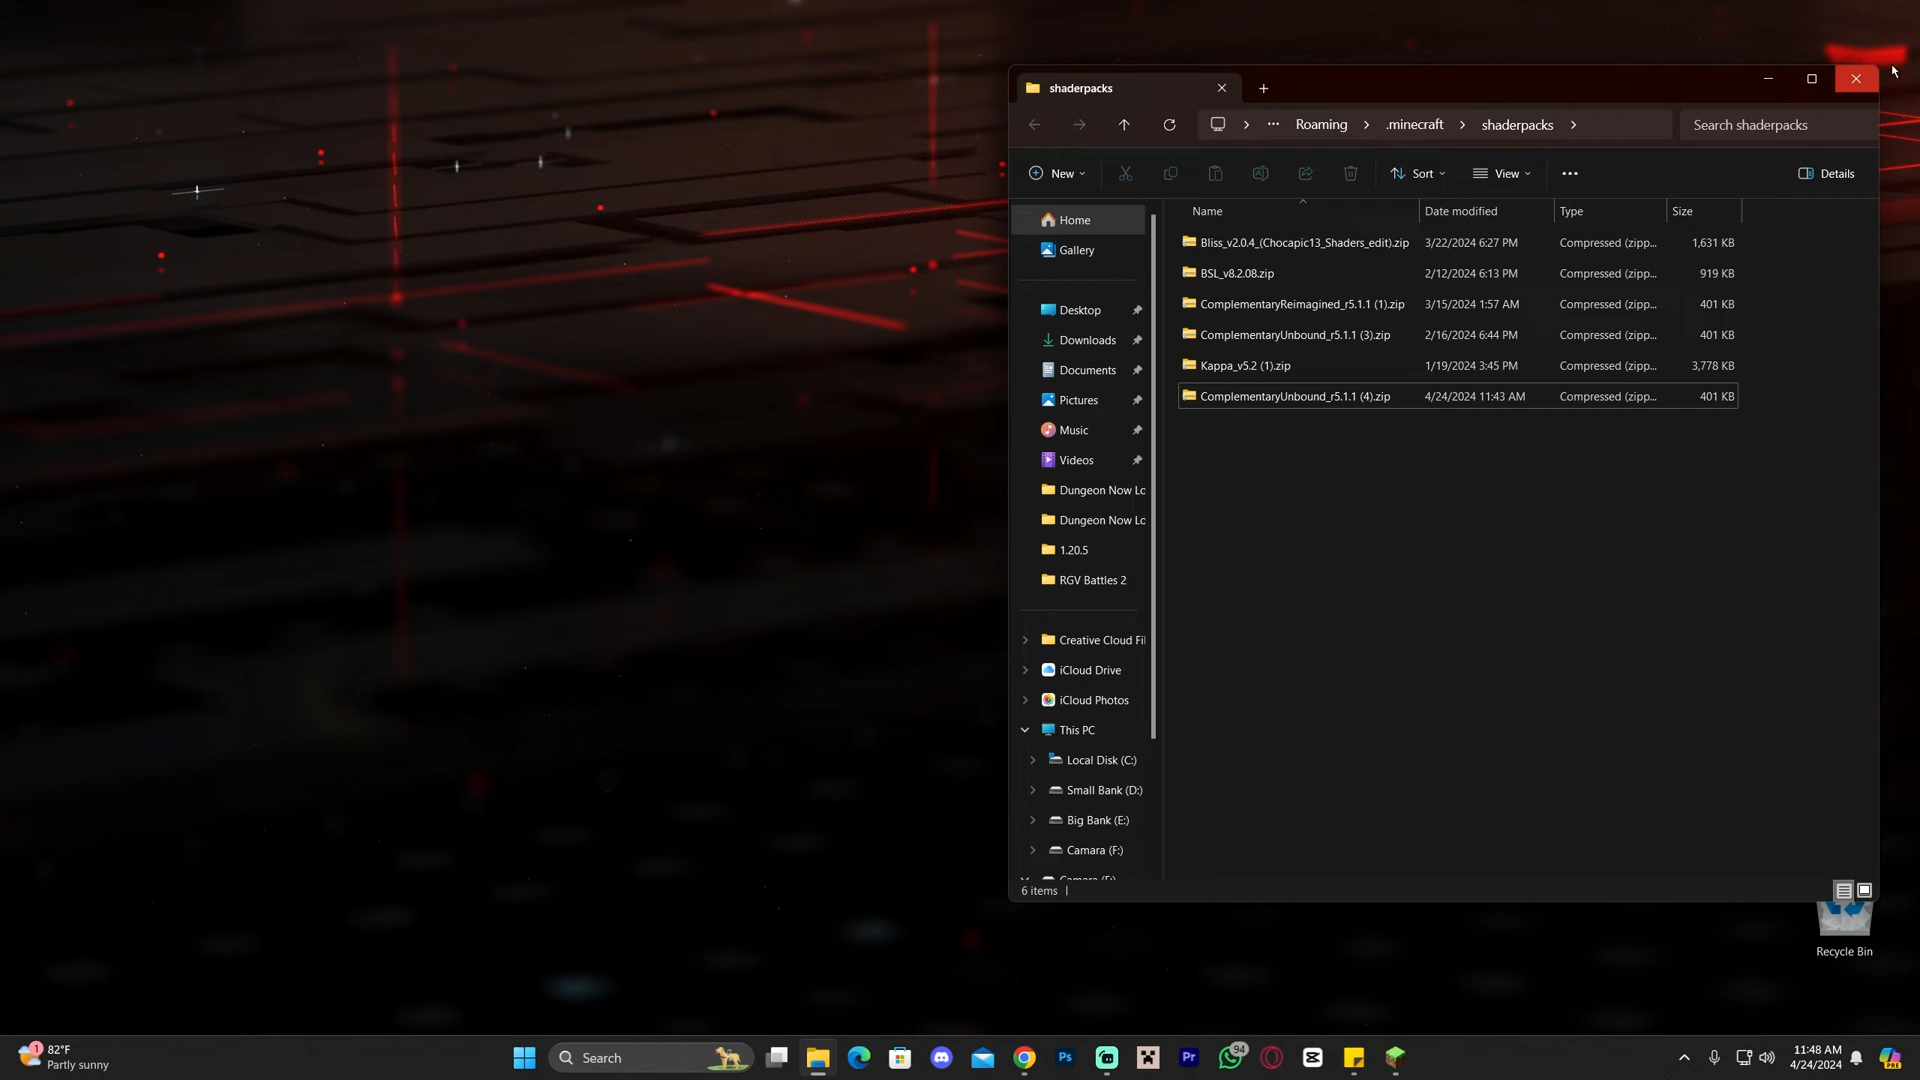 shaderpacks
Roaming > .minecraft > shaderpacks >
Search shaderpacks
New
Sort
View
Details
Name Date modified Type Size
Home
Gallery
Desktop
Downloads
Documents
Pictures
Music
Videos
Dungeon Now Lo
Dungeon Now Lo
1.20.5
RGV Battles 2
Creative Cloud Fil
iCloud Drive
iCloud Photos
This PC
Local Disk (C:)
Small Bank (D:)
Big Bank (E:)
Camara (F:)
Camara (F:)
Bliss_v2.0.4_(Chocapic13_Shaders_edit).zip 3/22/2024 6:27 PM Compressed (zipp... 1,631 KB
BSL_v8.2.08.zip 2/12/2024 6:13 PM Compressed (zipp... 919 KB
ComplementaryReimagined_r5.1.1 (1).zip 3/15/2024 1:57 AM Compressed (zipp... 401 KB
ComplementaryUnbound_r5.1.1 (3).zip 2/16/2024 6:44 PM Compressed (zipp... 401 KB
Kappa_v5.2 (1).zip 1/19/2024 3:45 PM Compressed (zipp... 3,778 KB
ComplementaryUnbound_r5.1.1 (4).zip 4/24/2024 11:43 AM Compressed (zipp... 401 KB
6 items
Recycle Bin
1
82°F
Partly sunny
Search
Ps
Pr
94
11:48 AM
4/24/2024
PRE